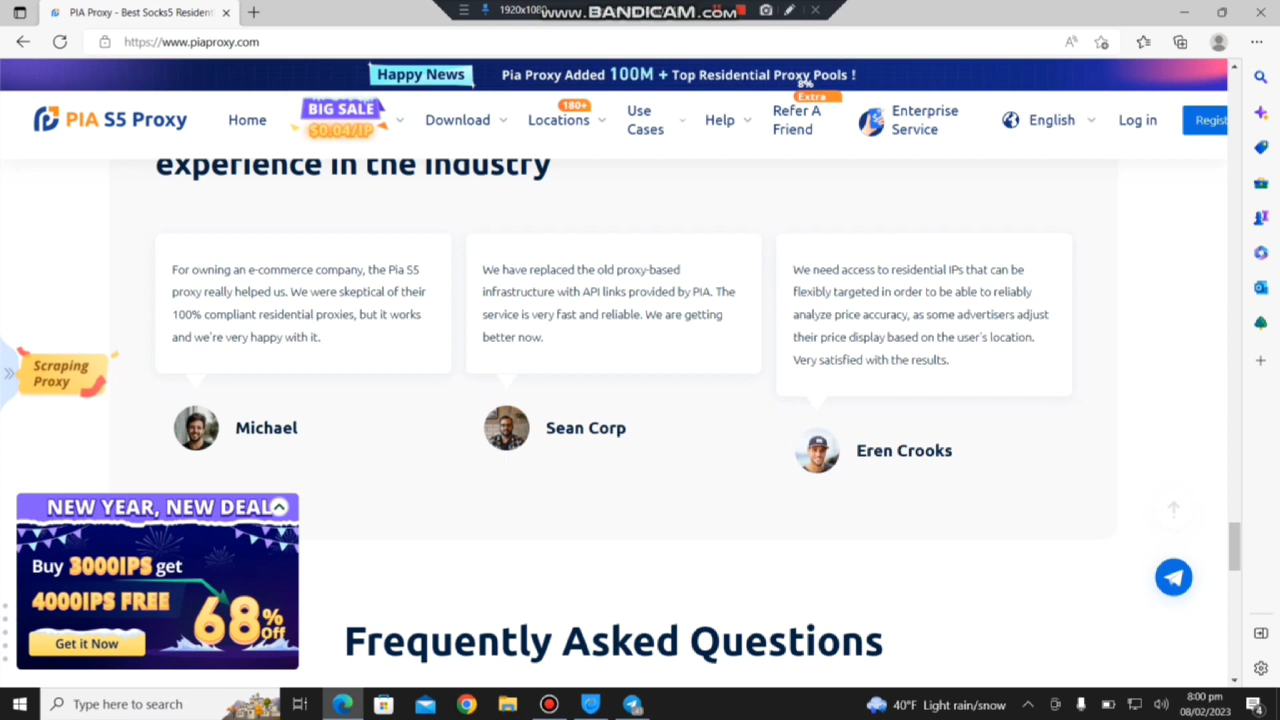 1920x1080
www.BANDICAM.com
PIA Proxy - Best Socks5 Resident
https://www.piaproxy.com
Happy News
Pia Proxy Added 100M + Top Residential Proxy Pools !
PIA S5 Proxy
Home
BIG SALE
$0.04/IP
Download
180+
Locations
Use
Cases
Help
8%
Extra
Refer A
Friend
Enterprise
Service
English
Log in
Regist
experience in the industry
For owning an e-commerce company, the Pia S5
proxy really helped us. We were skeptical of their
100% compliant residential proxies, but it works
and we're very happy with it.
Michael
We have replaced the old proxy-based
infrastructure with API links provided by PIA. The
service is very fast and reliable. We are getting
better now.
Sean Corp
We need access to residential IPs that can be
flexibly targeted in order to be able to reliably
analyze price accuracy, as some advertisers adjust
their price display based on the user's location.
Very satisfied with the results.
Eren Crooks
Scraping
Proxy
NEW YEAR, NEW DEAL
Buy 3000IPS get
4000IPS FREE
68%
Off
Get it Now
Frequently Asked Questions
Type here to search
40°F Light rain/snow
8:00 pm
08/02/2023
4